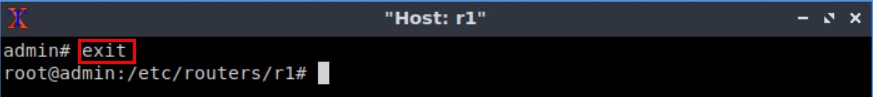 "Host: r1"
admin# exit
root@admin:/etc/routers/r1#